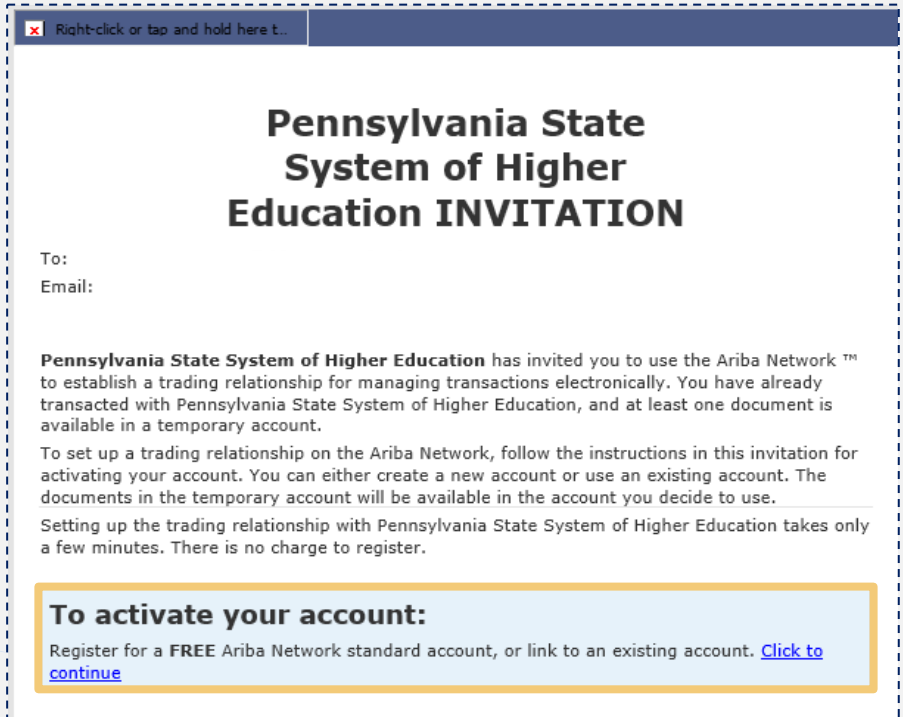 Right-click or tap and hold here t...
Pennsylvania State
System of Higher
Education INVITATION
To:
Email:
Pennsylvania State System of Higher Education has invited you to use the Ariba Network ™
to establish a trading relationship for managing transactions electronically. You have already
transacted with Pennsylvania State System of Higher Education, and at least one document is
available in a temporary account.
To set up a trading relationship on the Ariba Network, follow the instructions in this invitation for
activating your account. You can either create a new account or use an existing account. The
documents in the temporary account will be available in the account you decide to use.
Setting up the trading relationship with Pennsylvania State System of Higher Education takes only
a few minutes. There is no charge to register.
To activate your account:
Register for a FREE Ariba Network standard account, or link to an existing account. Click to
continue